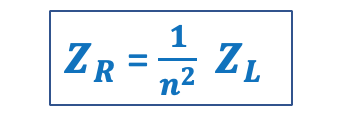 Z_R = 1/n² Z_L